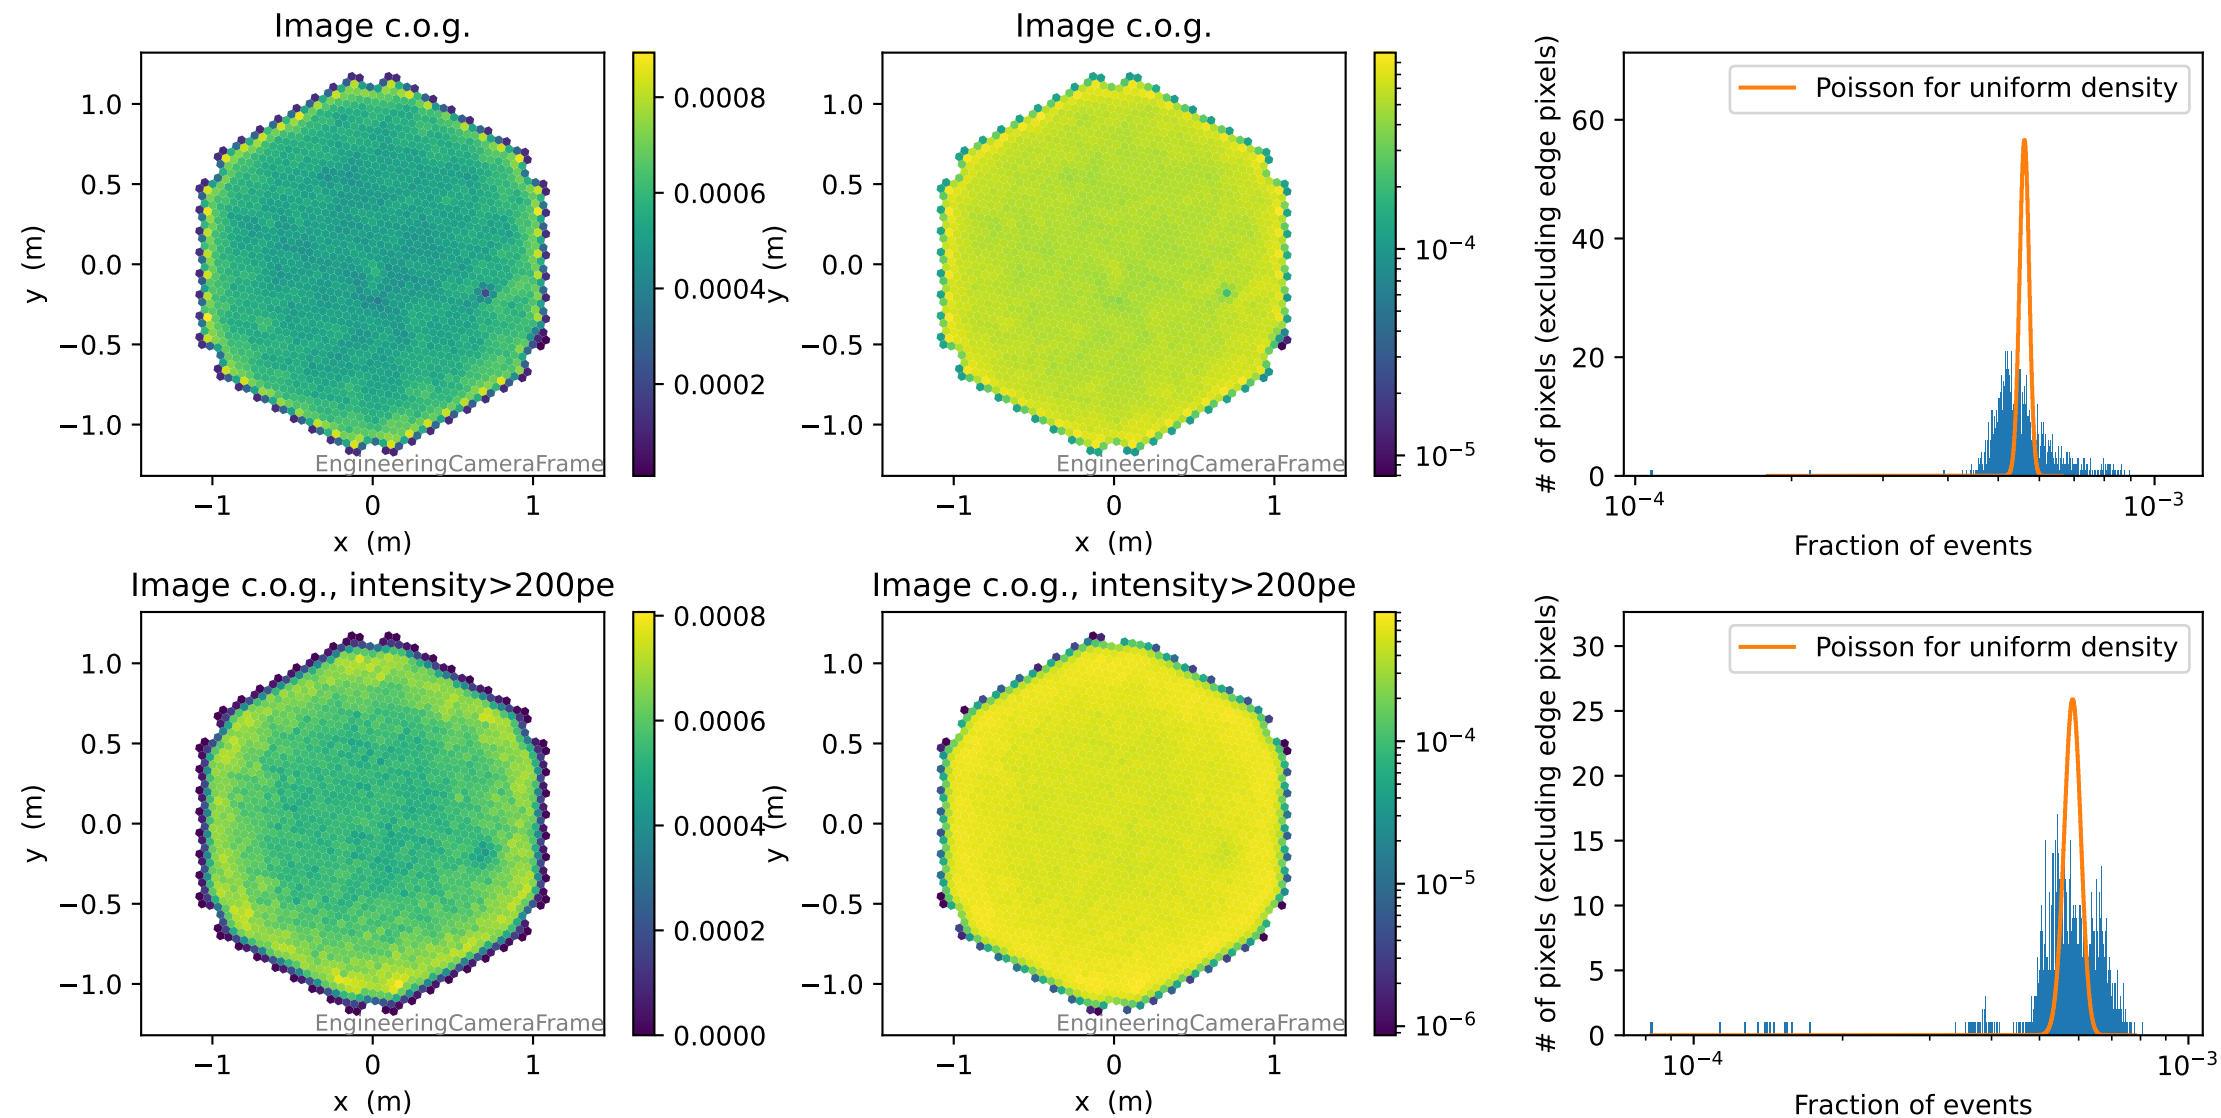 Image c.o.g.
1.0
0.5
0.0
−0.5
−1.0
y (m)
−1
0
1
x (m)
EngineeringCameraFrame
0.0008
0.0006
0.0004
0.0002
Image c.o.g.
1.0
0.5
0.0
−0.5
−1.0
y (m)
−1
0
1
x (m)
EngineeringCameraFrame
10⁻⁴
10⁻⁵
# of pixels (excluding edge pixels)
60
40
20
0
Poisson for uniform density
10⁻⁴
10⁻³
Fraction of events
Image c.o.g., intensity>200pe
1.0
0.5
0.0
−0.5
−1.0
y (m)
−1
0
1
x (m)
EngineeringCameraFrame
0.0008
0.0006
0.0004
0.0002
0.0000
Image c.o.g., intensity>200pe
1.0
0.5
0.0
−0.5
−1.0
y (m)
−1
0
1
x (m)
EngineeringCameraFrame
10⁻⁴
10⁻�5
10⁻⁶
# of pixels (excluding edge pixels)
30
25
20
15
10
5
0
Poisson for uniform density
10⁻⁴
10⁻³
Fraction of events